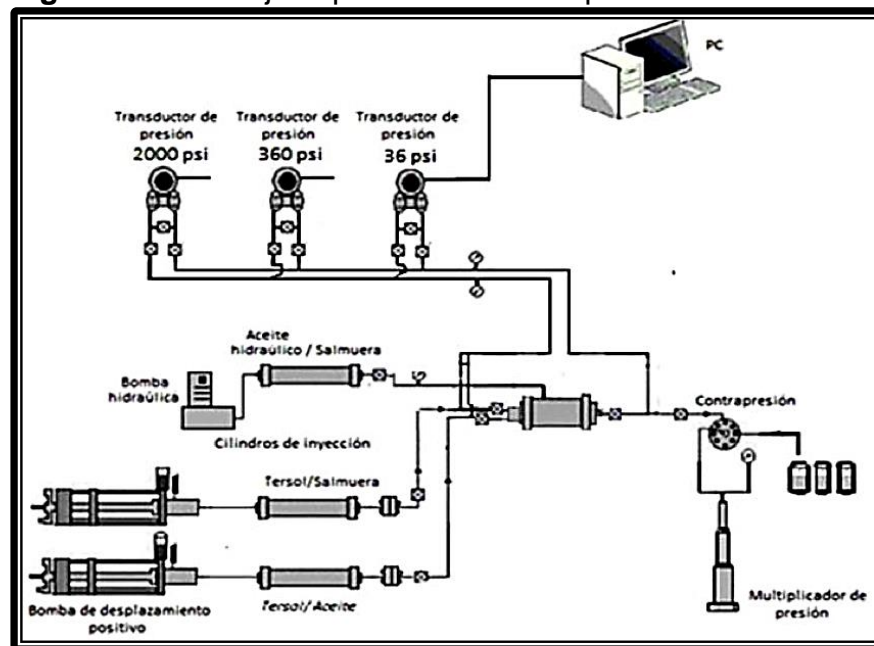 PC
Transductor de
presión
2000 psi
Transductor de
presión
360 psi
Transductor de
presión
36 psi
Aceite
hidraúlico / Salmuera
Bomba
hidraúlica
Cilindros de inyección
Contrapresión
Tersol/Salmuera
Tersol/Aceite
Bomba de desplazamiento
positivo
Multiplicador de
presión